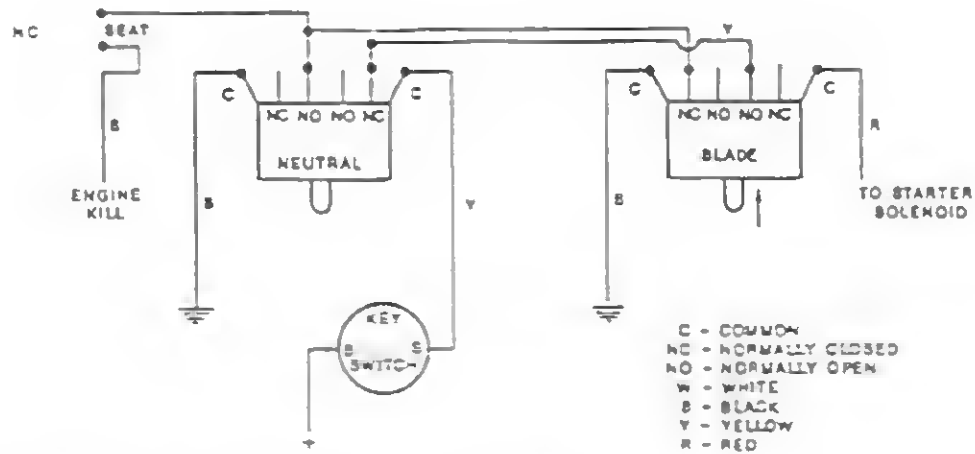 NC SEAT
Y
C C
NC NO NO NC
NEUTRAL
C C
NC NO NO NC
BLADE
B
ENGINE
KILL
B
Y
B
R
TO STARTER
SOLENOID
KEY
B S
SWITCH
C - COMMON
NC - NORMALLY CLOSED
NO - NORMALLY OPEN
W - WHITE
B - BLACK
Y - YELLOW
R - RED